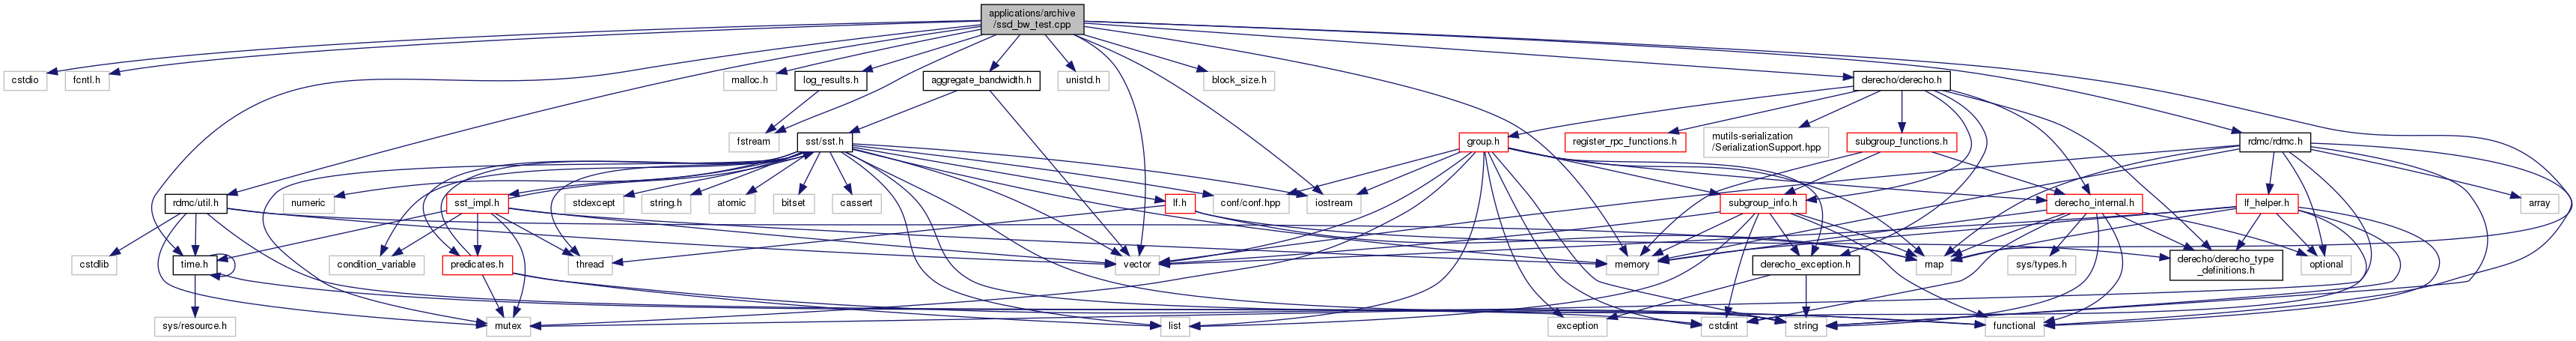 applications/archive
/ssd_bw_test.cpp
cstdio
fcntl.h
malloc.h
log_results.h
aggregate_bandwidth.h
unistd.h
block_size.h
derecho/derecho.h
fstream
sst/sst.h
group.h
register_rpc_functions.h
mutils-serialization
/SerializationSupport.hpp
subgroup_functions.h
rdmc/rdmc.h
rdmc/util.h
numeric
sst_impl.h
stdexcept
string.h
atomic
bitset
cassert
lf.h
conf/conf.hpp
iostream
subgroup_info.h
derecho_internal.h
lf_helper.h
array
cstdlib
time.h
condition_variable
predicates.h
thread
vector
memory
derecho_exception.h
map
sys/types.h
derecho/derecho_type
_definitions.h
optional
sys/resource.h
mutex
list
exception
cstdint
string
functional